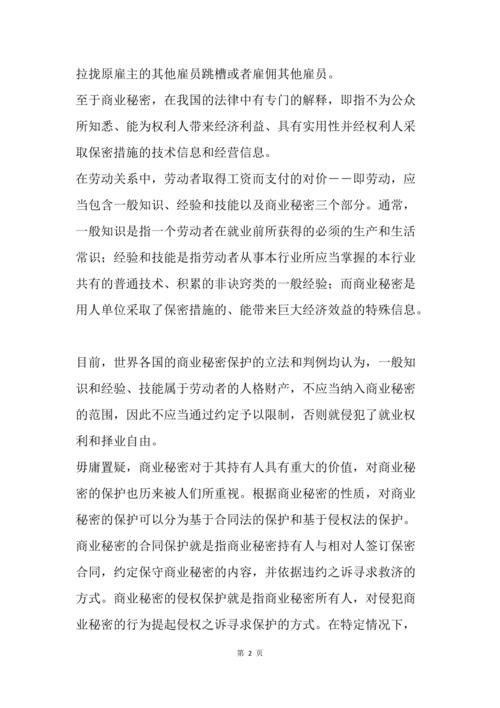 拉拢原雇主的其他雇员跳槽或者雇佣其他雇员。
至于商业秘密，在我国的法律中有专门的解释，即指不为公众
所知悉、能为权利人带来经济利益、具有实用性并经权利人采
取保密措施的技术信息和经营信息。
在劳动关系中，劳动者取得工资而支付的对价－－即劳动，应
当包含一般知识、经验和技能以及商业秘密三个部分。通常，
一般知识是指一个劳动者在就业前所获得的必须的生产和生活
常识；经验和技能是指劳动者从事本行业所应当掌握的本行业
共有的普通技术、积累的非诀窍类的一般经验；而商业秘密是
用人单位采取了保密措施的、能带来巨大经济效益的特殊信息。
目前，世界各国的商业秘密保护的立法和判例均认为，一般知
识和经验、技能属于劳动者的人格财产，不应当纳入商业秘密
的范围，因此不应当通过约定予以限制，否则就侵犯了就业权
利和择业自由。
毋庸置疑，商业秘密对于其持有人具有重大的价值，对商业秘
密的保护也历来被人们所重视。根据商业秘密的性质，对商业
秘密的保护可以分为基于合同法的保护和基于侵权法的保护。
商业秘密的合同保护就是指商业秘密持有人与相对人签订保密
合同，约定保守商业秘密的内容，并依据违约之诉寻求救济的
方式。商业秘密的侵权保护就是指商业秘密所有人，对侵犯商
业秘密的行为提起侵权之诉寻求保护的方式。在特定情况下，
第 2 页